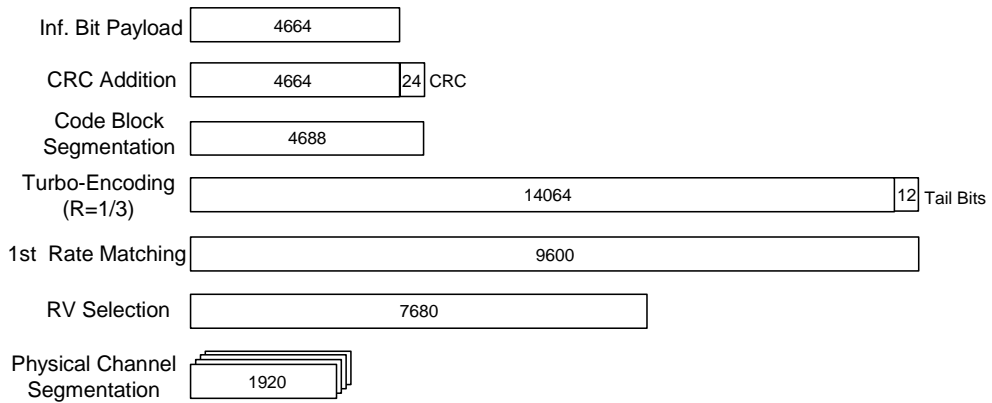 Inf. Bit Payload 4664
CRC Addition 4664 24 CRC
Code Block
Segmentation 4688
Turbo-Encoding
(R=1/3) 14064 12 Tail Bits
1st Rate Matching 9600
RV Selection 7680
Physical Channel
Segmentation 1920